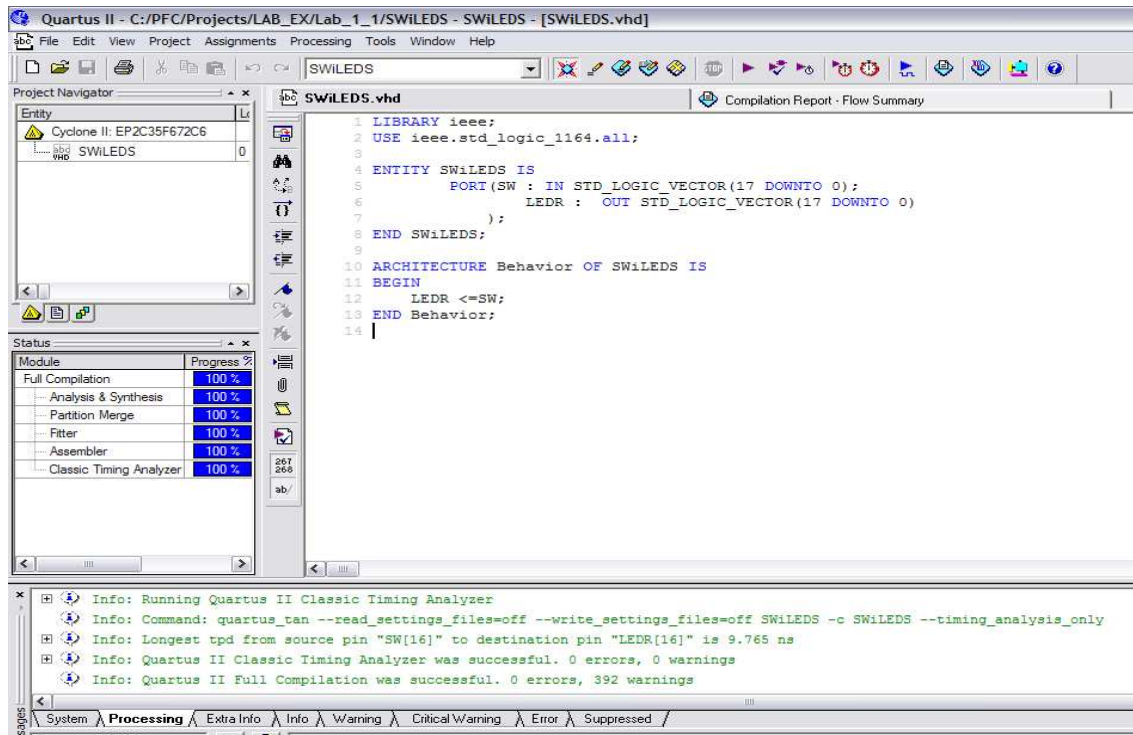 Quartus II - C:/PFC/Projects/LAB_EX/Lab_1_1/SWiLEDS - SWiLEDS - [SWiLEDS.vhd]
File Edit View Project Assignments Processing Tools Window Help
SWiLEDS
Project Navigator
Entity
Cyclone II: EP2C35F672C6
SWiLEDS 0
SWiLEDS.vhd
Compilation Report - Flow Summary
1 LIBRARY ieee;
2 USE ieee.std_logic_1164.all;
3
4 ENTITY SWiLEDS IS
5 PORT(SW : IN STD_LOGIC_VECTOR(17 DOWNTO 0);
6 LEDR : OUT STD_LOGIC_VECTOR(17 DOWNTO 0)
7 );
8 END SWiLEDS;
9
10 ARCHITECTURE Behavior OF SWiLEDS IS
11 BEGIN
12 LEDR <=SW;
13 END Behavior;
14
267
268
ab/
Status
Module Progress %
Full Compilation 100 %
Analysis & Synthesis 100 %
Partition Merge 100 %
Fitter 100 %
Assembler 100 %
Classic Timing Analyzer 100 %
Info: Running Quartus II Classic Timing Analyzer
Info: Command: quartus_tan --read_settings_files=off --write_settings_files=off SWiLEDS -c SWiLEDS --timing_analysis_only
Info: Longest tpd from source pin "SW[16]" to destination pin "LEDR[16]" is 9.765 ns
Info: Quartus II Classic Timing Analyzer was successful. 0 errors, 0 warnings
Info: Quartus II Full Compilation was successful. 0 errors, 392 warnings
System Processing Extra Info Info Warning Critical Warning Error Suppressed